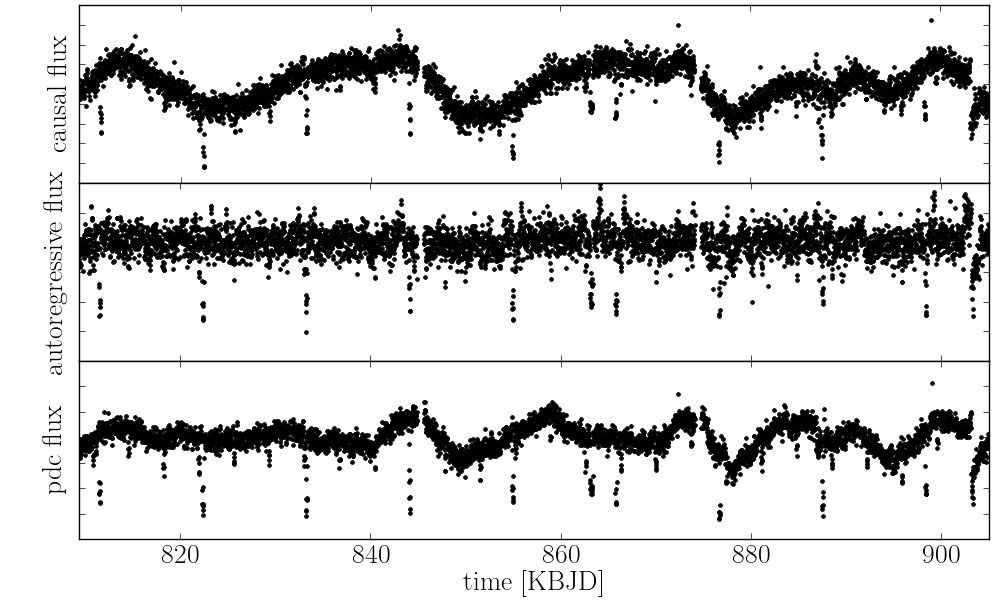 causal flux
autoregressive flux
pdc flux
820 840 860 880 900
time [KBJD]